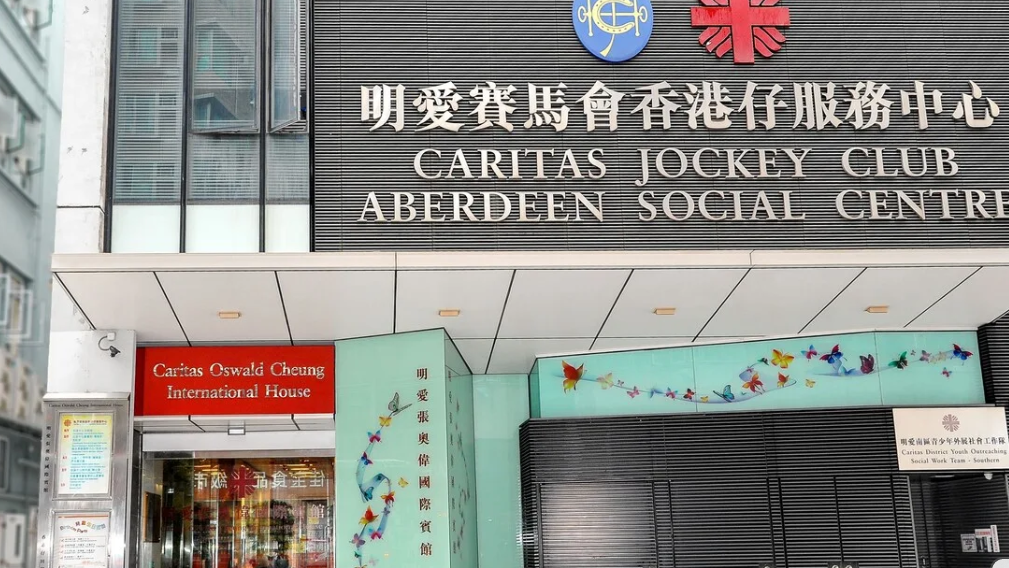 明愛賽馬會香港仔服務中心
CARITAS JOCKEY CLUB
ABERDEEN SOCIAL CENTRE
Caritas Oswald Cheung
International House
明愛張奧偉國際賓館
明愛南區青少年外展社會工作隊
Caritas District Youth Outreaching
Social Work Team - Southern